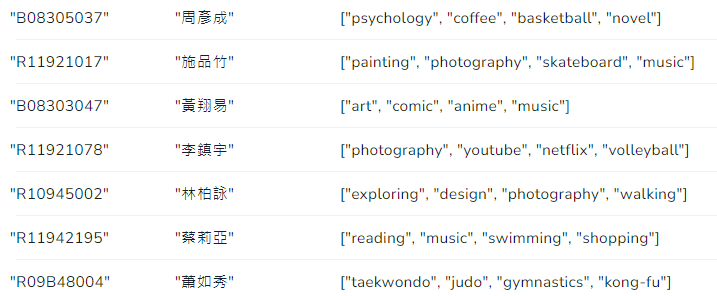 "B08305037" "周彥成" ["psychology", "coffee", "basketball", "novel"]
"R11921017" "施品竹" ["painting", "photography", "skateboard", "music"]
"B08303047" "黃翔易" ["art", "comic", "anime", "music"]
"R11921078" "李鎮宇" ["photography", "youtube", "netflix", "volleyball"]
"R10945002" "林柏詠" ["exploring", "design", "photography", "walking"]
"R11942195" "蔡莉亞" ["reading", "music", "swimming", "shopping"]
"R09B48004" "蕭如秀" ["taekwondo", "judo", "gymnastics", "kong-fu"]